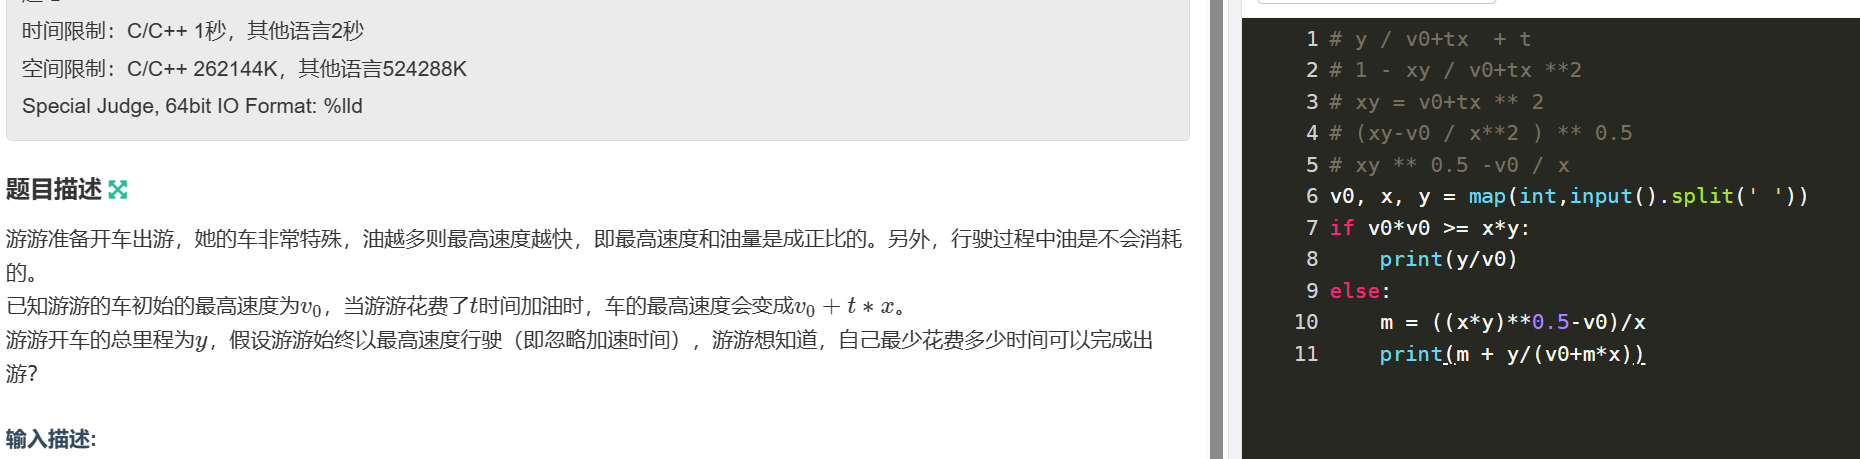 时间限制：C/C++ 1秒，其他语言2秒
空间限制：C/C++ 262144K，其他语言524288K
Special Judge, 64bit IO Format: %lld
题目描述
游游准备开车出游，她的车非常特殊，油越多则最高速度越快，即最高速度和油量是成正比的。另外，行驶过程中油是不会消耗
的。
已知游游的车初始的最高速度为v₀，当游游花费了t时间加油时，车的最高速度会变成v₀ + t * x。
游游开车的总里程为y，假设游游始终以最高速度行驶（即忽略加速时间），游游想知道，自己最少花费多少时间可以完成出
游？
输入描述:
1 # y / v0+tx  + t
2 # 1 - xy / v0+tx **2
3 # xy = v0+tx ** 2
4 # (xy-v0 / x**2 ) ** 0.5
5 # xy ** 0.5 -v0 / x
6 v0, x, y = map(int,input().split(' '))
7 if v0*v0 >= x*y:
8     print(y/v0)
9 else:
10     m = ((x*y)**0.5-v0)/x
11     print(m + y/(v0+m*x))